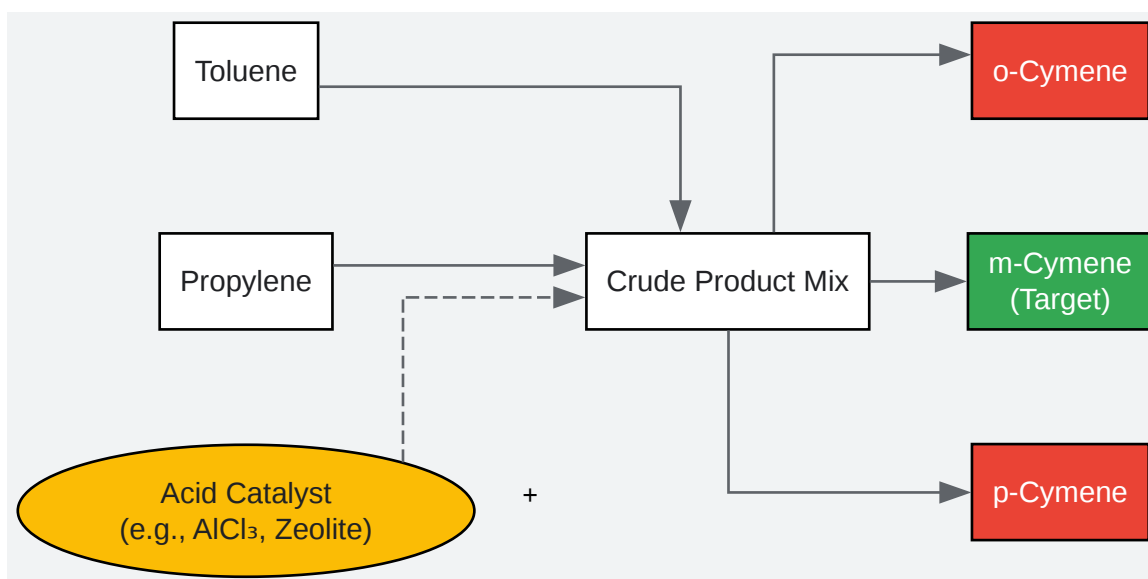 Toluene
o-Cymene
Propylene
Crude Product Mix
m-Cymene
(Target)
Acid Catalyst
(e.g., AlCl₃, Zeolite)
+
p-Cymene